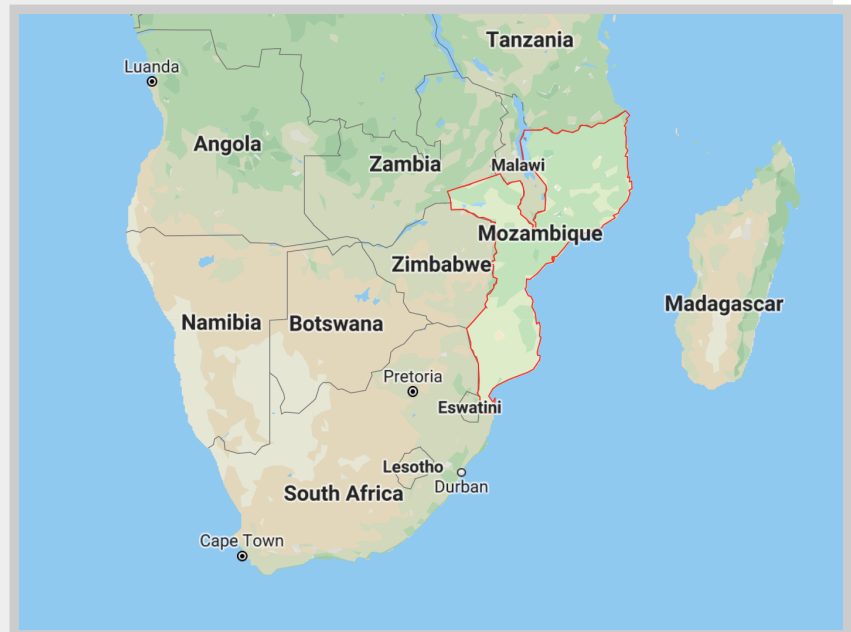 Tanzania
Luanda
Angola
Zambia
Malawi
Mozambique
Zimbabwe
Madagascar
Namibia
Botswana
Pretoria
Eswatini
Lesotho
Durban
South Africa
Cape Town